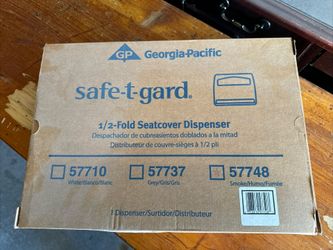 GP Georgia-Pacific
safe-t-gard®
1/2-Fold Seatcover Dispenser
Despachador de cubreasientos doblados a la mitad
Distributeur de couvre-sièges à 1/2 pli
57710 57737 57748
White/Blanco/Blanc Grey/Gris/Gris Smoke/Humo/Fumée
1 Dispenser/Surtidor/Distributeur